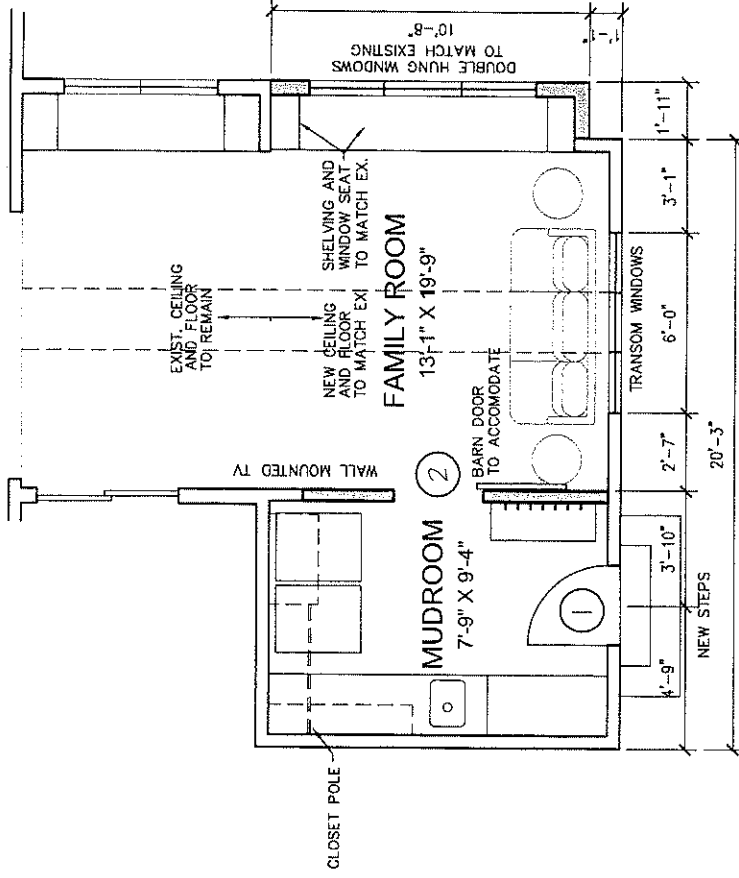 10'-8"
1'-1"
DOUBLE HUNG WINDOWS
TO MATCH EXISTING
1'-11"
3'-1"
SHELVING AND
WINDOW SEAT
TO MATCH EX.
EXIST. CEILING
AND FLOOR
TO REMAIN
NEW CEILING
AND FLOOR
TO MATCH EX
FAMILY ROOM
13'-1" X 19'-9"
TRANSOM WINDOWS
6'-0"
BARN DOOR
TO ACCOMODATE
WALL MOUNTED TV
2
2'-7"
20'-3"
MUDROOM
7'-9" X 9'-4"
3'-10"
1
NEW STEPS
4'-9"
CLOSET POLE